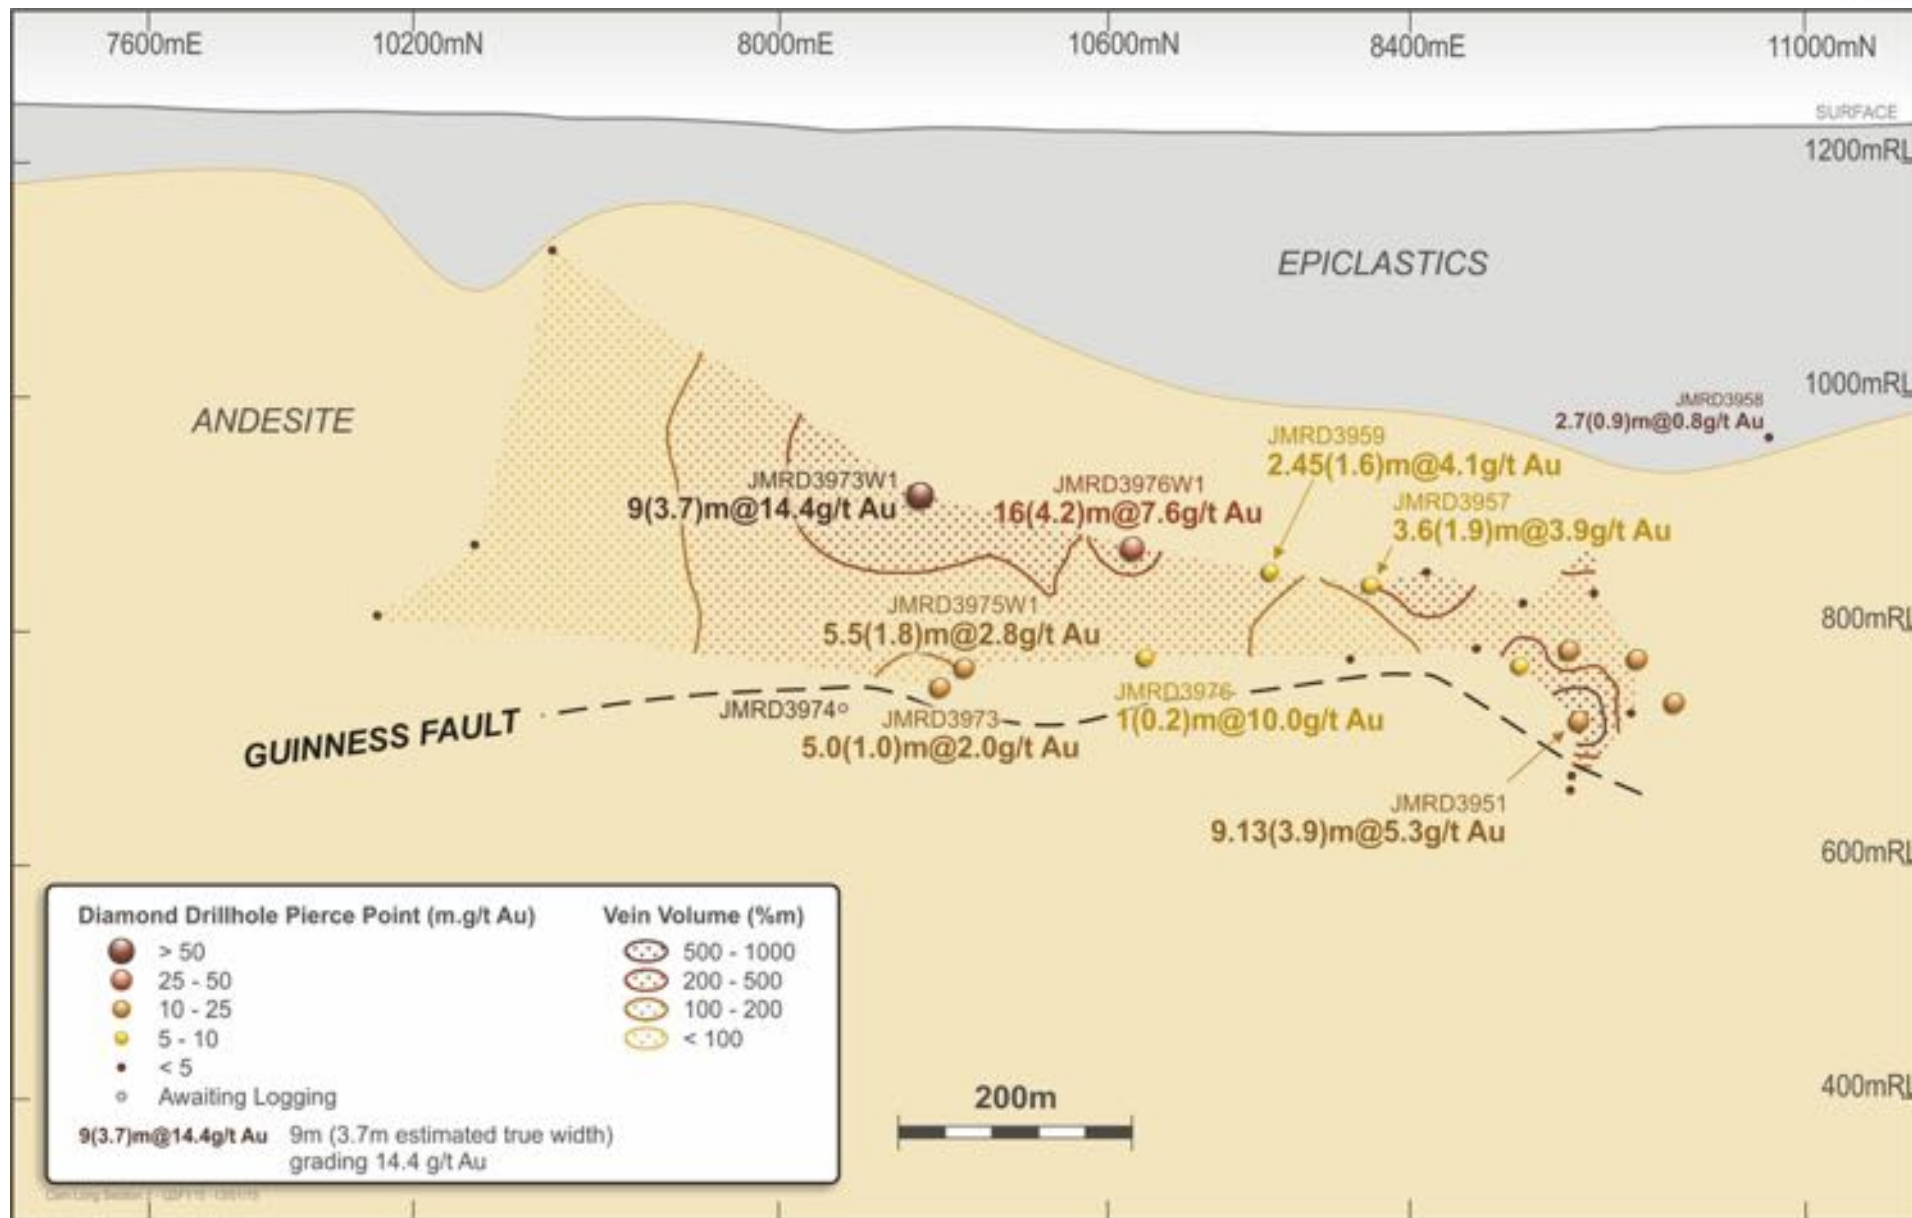 7600mE 10200mN 8000mE 10600mN 8400mE 11000mN
SURFACE
1200mRL
EPICLASTICS
1000mRL
ANDESITE
JMRD3958
2.7(0.9)m@0.8g/t Au
JMRD3959
2.45(1.6)m@4.1g/t Au
JMRD3973W1
9(3.7)m@14.4g/t Au
JMRD3976W1
16(4.2)m@7.6g/t Au
JMRD3957
3.6(1.9)m@3.9g/t Au
JMRD3975W1
5.5(1.8)m@2.8g/t Au
800mRL
GUINNESS FAULT
JMRD3974
JMRD3973
5.0(1.0)m@2.0g/t Au
JMRD3976
1(0.2)m@10.0g/t Au
JMRD3951
9.13(3.9)m@5.3g/t Au
600mRL
Diamond Drillhole Pierce Point (m.g/t Au)
> 50
25 - 50
10 - 25
5 - 10
< 5
Awaiting Logging
Vein Volume (%m)
500 - 1000
200 - 500
100 - 200
< 100
9(3.7)m@14.4g/t Au 9m (3.7m estimated true width)
grading 14.4 g/t Au
200m
400mRL